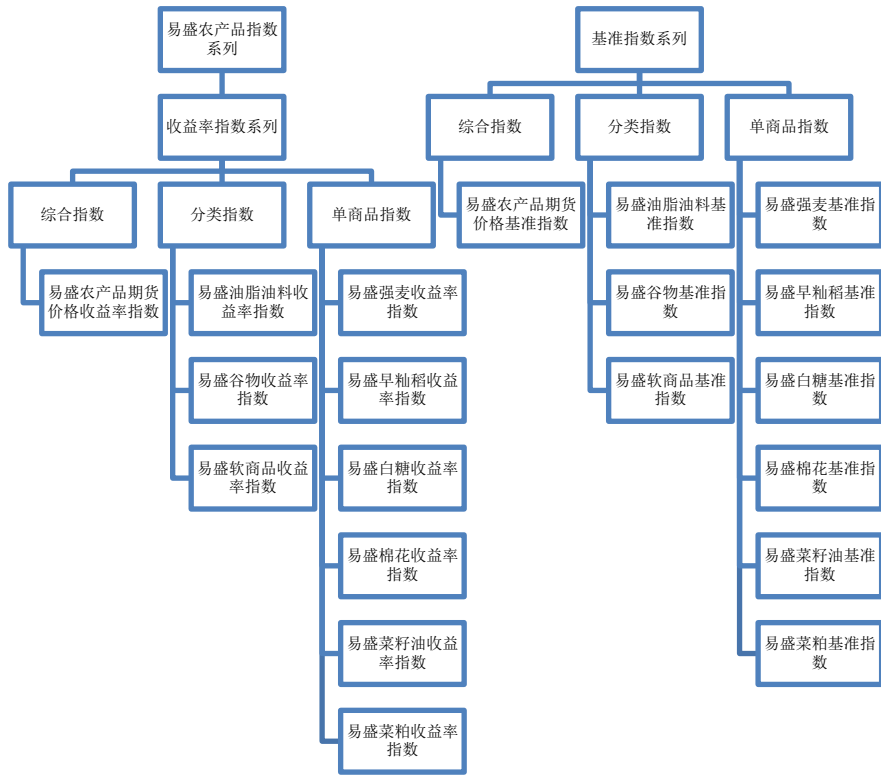 易盛农产品指数
系列
收益率指数系列
综合指数
易盛农产品期货
价格收益率指数
分类指数
易盛油脂油料收
益率指数
易盛谷物收益率
指数
易盛软商品收益
率指数
单商品指数
易盛强麦收益率
指数
易盛早籼稻收益
率指数
易盛白糖收益率
指数
易盛棉花收益率
指数
易盛菜籽油收益
率指数
易盛菜粕收益率
指数
基准指数系列
综合指数
易盛农产品期货
价格基准指数
分类指数
易盛油脂油料基
准指数
易盛谷物基准指
数
易盛软商品基准
指数
单商品指数
易盛强麦基准指
数
易盛早籼稻基准
指数
易盛白糖基准指
数
易盛棉花基准指
数
易盛菜籽油基准
指数
易盛菜粕基准指
数